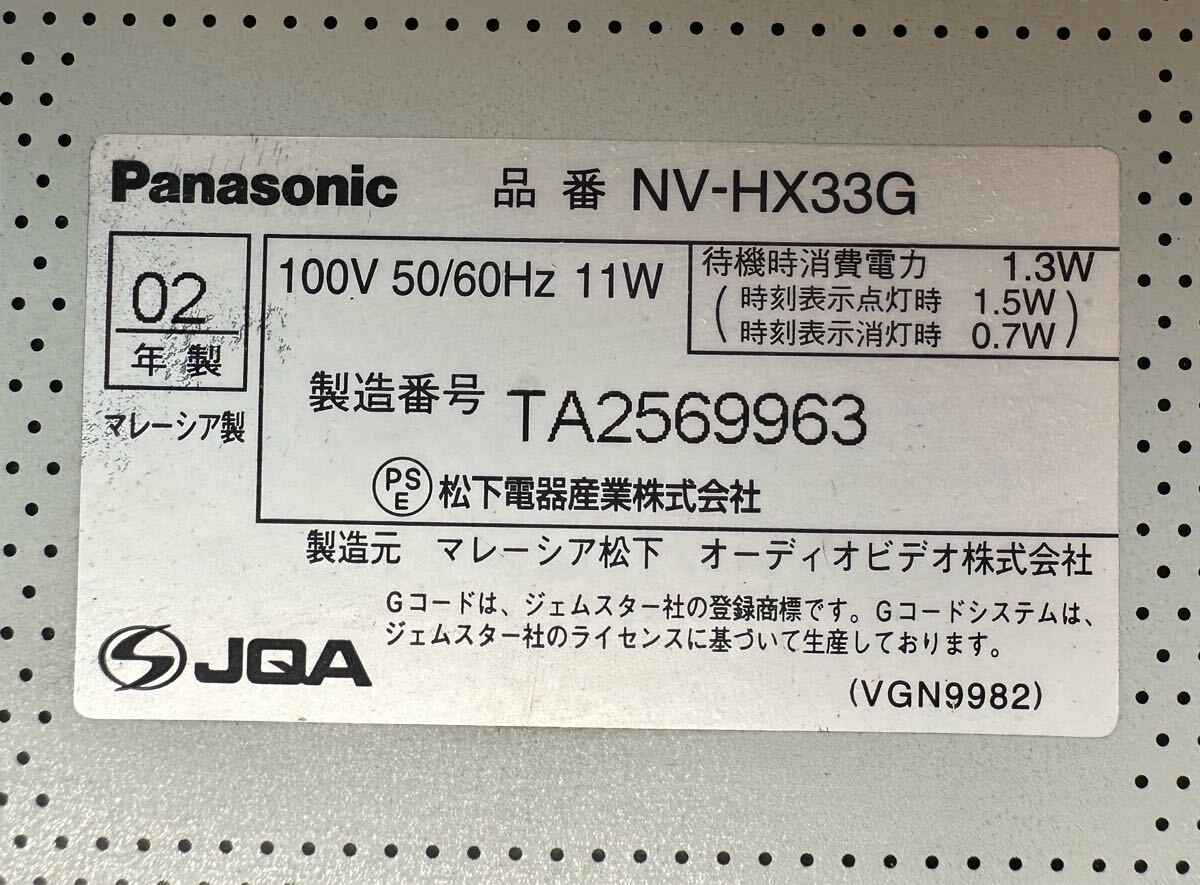 Panasonic 品番 NV-HX33G
02
年製
マレーシア製
100V 50/60Hz 11W
待機時消費電力 1.3W
(時刻表示点灯時 1.5W
時刻表示消灯時 0.7W)
製造番号 TA2569963
PSE 松下電器産業株式会社
製造元 マレーシア松下 オーディオビデオ株式会社
Gコードは、ジェムスター社の登録商標です。Gコードシステムは、
ジェムスター社のライセンスに基づいて生産しております。
JQA
(VGN9982)